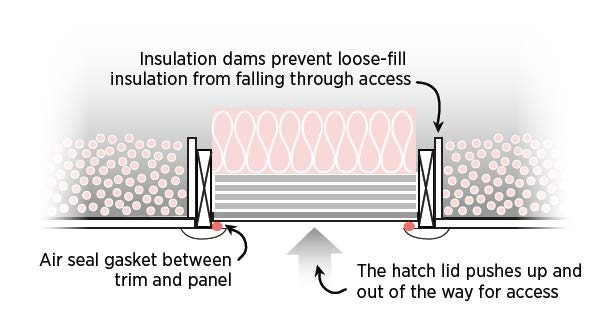 Insulation dams prevent loose-fill
insulation from falling through access
Air seal gasket between
trim and panel
The hatch lid pushes up and
out of the way for access